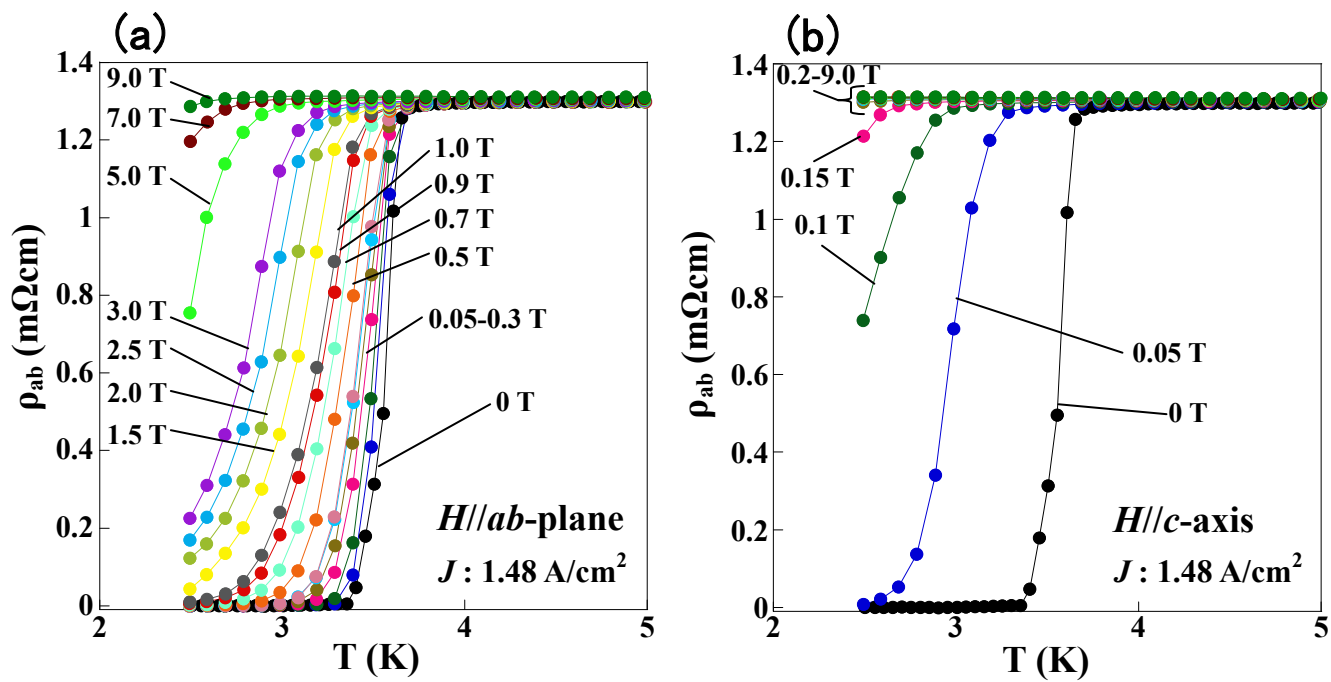 (a)
1.4
1.2
1
0.8
0.6
0.4
0.2
0
ρab (mΩcm)
9.0 T
7.0 T
5.0 T
3.0 T
2.5 T
2.0 T
1.5 T
1.0 T
0.9 T
0.7 T
0.5 T
0.05-0.3 T
0 T
H//ab-plane
J : 1.48 A/cm²
2
3
4
5
T (K)
(b)
1.4
1.2
1
0.8
0.6
0.4
0.2
0
ρab (mΩcm)
0.2-9.0 T
0.15 T
0.1 T
0.05 T
0 T
H//c-axis
J : 1.48 A/cm²
2
3
4
5
T (K)